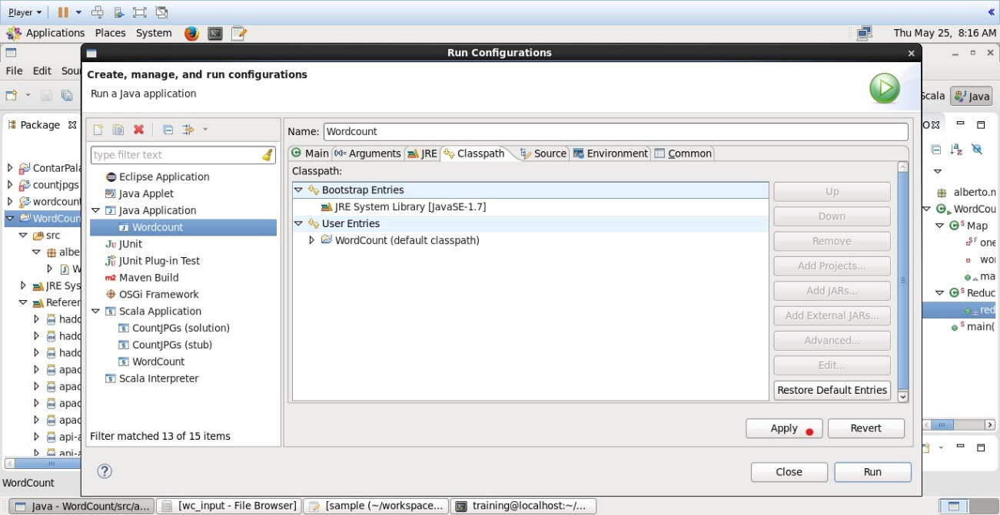 Player
Applications Places System Thu May 25, 8:16 AM
Run Configurations
File Edit Sou
Create, manage, and run configurations
Run a Java application
Scala Java
Package
type filter text
Eclipse Application
Java Applet
Java Application
Wordcount
JUnit
JUnit Plug-in Test
Maven Build
OSGi Framework
Scala Application
CountJPGs (solution)
CountJPGs (stub)
WordCount
Scala Interpreter
Filter matched 13 of 15 items
Name: Wordcount
Main Arguments JRE Classpath Source Environment Common
Classpath:
Bootstrap Entries
JRE System Library [JavaSE-1.7]
User Entries
WordCount (default classpath)
Up
Down
Remove
Add Projects...
Add JARs...
Add External JARs...
Advanced...
Edit...
Restore Default Entries
Apply Revert
Close Run
ContarPala
countjpgs
wordcount
WordCoun
src
albe
W
JRE Sys
Referen
hado
hado
hado
apac
apac
apac
apac
api-a
WordCount
alberto.n
WordCou
Map
one
wor
ma
Reduc
red
main(
Java - WordCount/src/a... [wc_input - File Browser] [sample (~/workspace... training@localhost:~/...